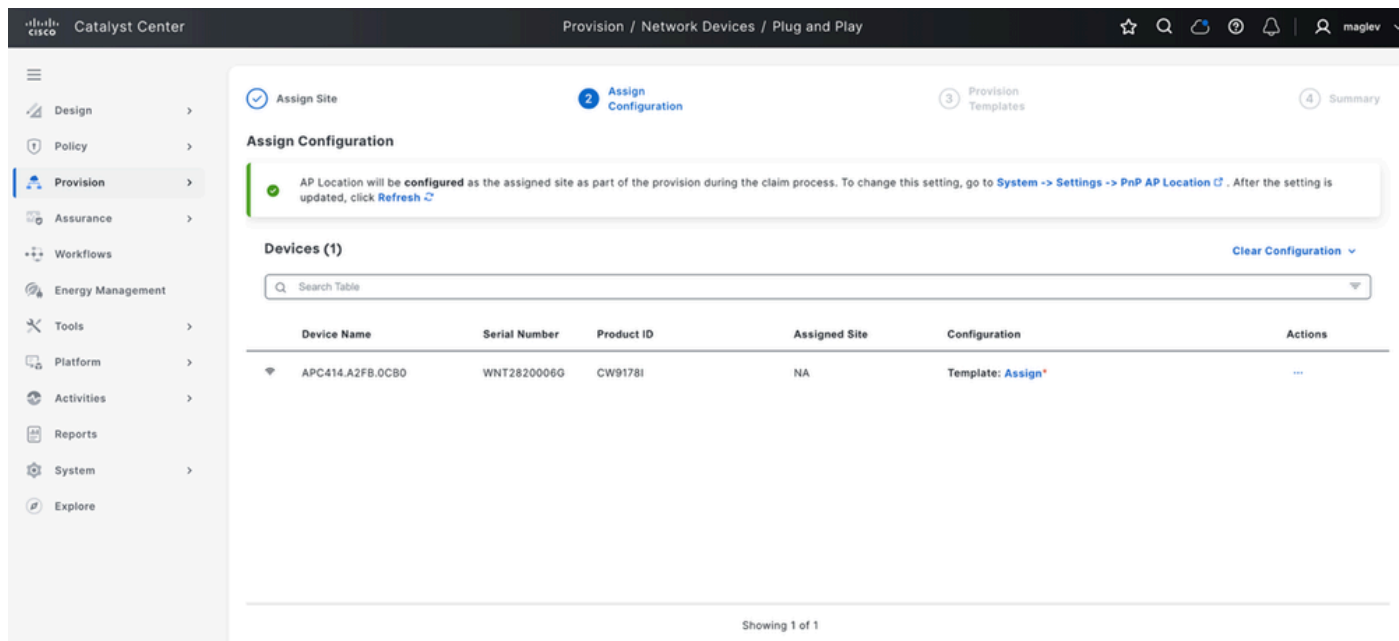 cisco Catalyst Center
Provision / Network Devices / Plug and Play
maglev
Design
Policy
Provision
Assurance
Workflows
Energy Management
Tools
Platform
Activities
Reports
System
Explore
Assign Site
2 Assign
Configuration
3 Provision
Templates
4 Summary
Assign Configuration
AP Location will be configured as the assigned site as part of the provision during the claim process. To change this setting, go to System -> Settings -> PnP AP Location . After the setting is
updated, click Refresh
Devices (1)
Clear Configuration
Search Table
Device Name Serial Number Product ID Assigned Site Configuration Actions
APC414.A2FB.0CB0 WNT2820006G CW9178I NA Template: Assign* ...
Showing 1 of 1